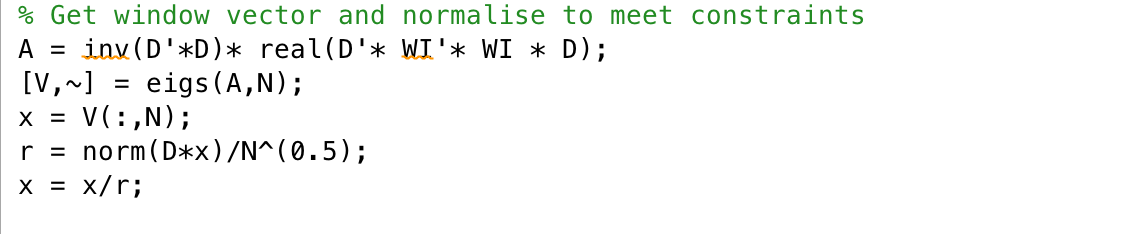 % Get window vector and normalise to meet constraints
A = inv(D'*D)* real(D'* WI'* WI * D);
[V,~] = eigs(A,N);
x = V(:,N);
r = norm(D*x)/N^(0.5);
x = x/r;